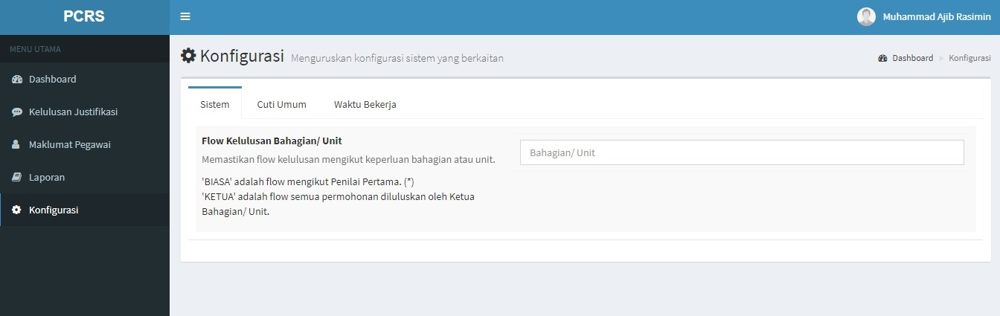 PCRS
Muhammad Ajib Rasimin
MENU UTAMA
Dashboard
Kelulusan Justifikasi
Maklumat Pegawai
Laporan
Konfigurasi
Konfigurasi Menguruskan konfigurasi sistem yang berkaitan
Dashboard > Konfigurasi
Sistem Cuti Umum Waktu Bekerja
Flow Kelulusan Bahagian/ Unit
Memastikan flow kelulusan mengikut keperluan bahagian atau unit.
'BIASA' adalah flow mengikut Penilai Pertama. (*)
'KETUA' adalah flow semua permohonan diluluskan oleh Ketua
Bahagian/ Unit.
Bahagian/ Unit